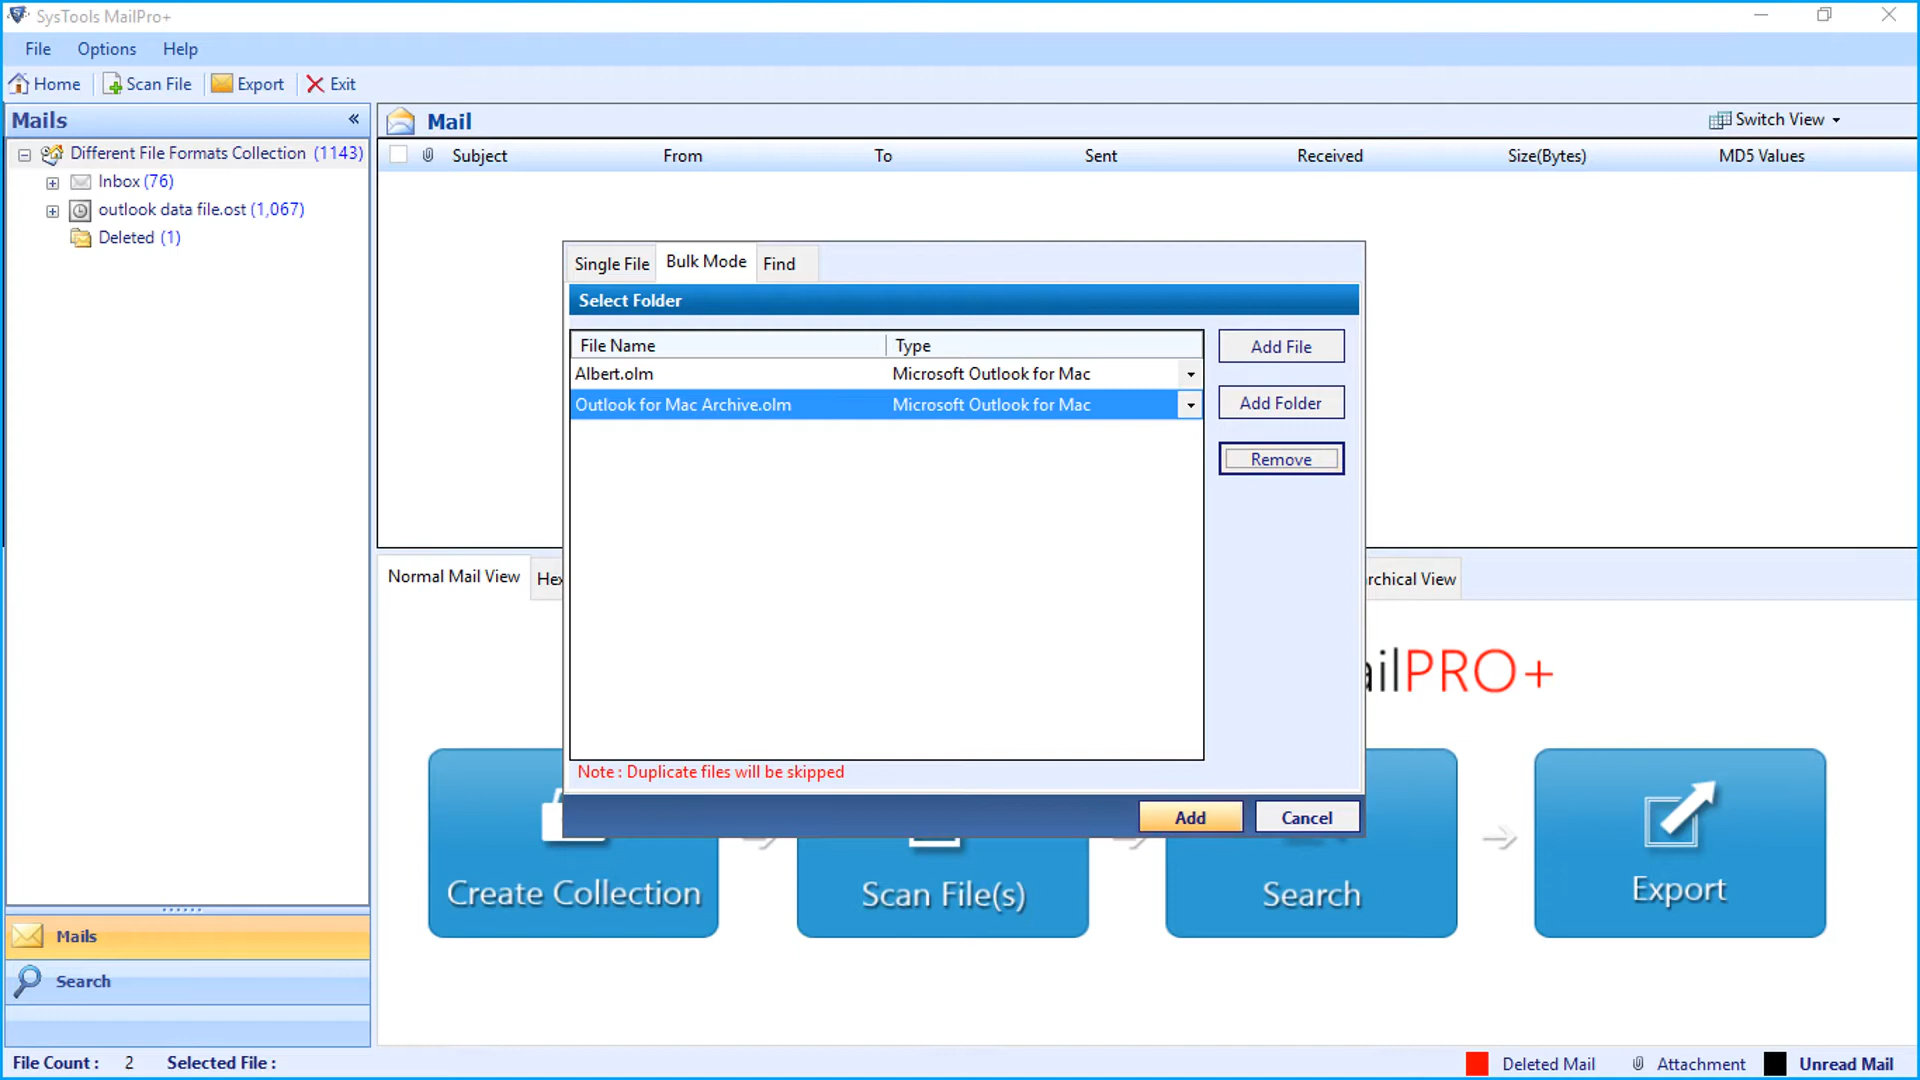 SysTools MailPro+
File Options Help
Home Scan File Export Exit
Mails «
Different File Formats Collection (1143)
Inbox (76)
outlook data file.ost (1,067)
Deleted (1)
Mail
Switch View
Subject From To Sent Received Size(Bytes) MD5 Values
Single File Bulk Mode Find
Select Folder
File Name Type
Albert.olm Microsoft Outlook for Mac
Outlook for Mac Archive.olm Microsoft Outlook for Mac
Add File
Add Folder
Remove
Note : Duplicate files will be skipped
Add Cancel
Normal Mail View Hex
rchical View
ailPRO+
Create Collection
Scan File(s)
Search
Export
Mails
Search
File Count : 2 Selected File :
Deleted Mail Attachment Unread Mail